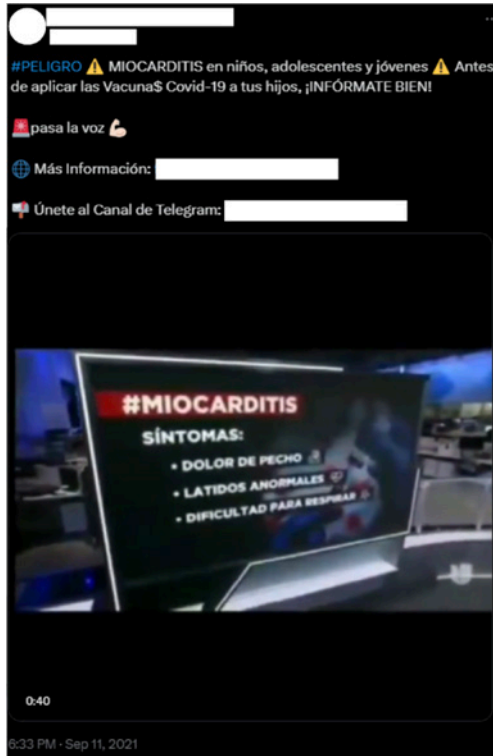 #PELIGRO ⚠️ MIOCARDITIS en niños, adolescentes y jóvenes ⚠️ Antes
de aplicar las Vacuna$ Covid-19 a tus hijos, ¡INFÓRMATE BIEN!
🚨pasa la voz 💪🏻
🌐 Más Información:
📬 Únete al Canal de Telegram:
#MIOCARDITIS
SÍNTOMAS:
• DOLOR DE PECHO
• LATIDOS ANORMALES
• DIFICULTAD PARA RESPIRAR
0:40
6:33 PM · Sep 11, 2021